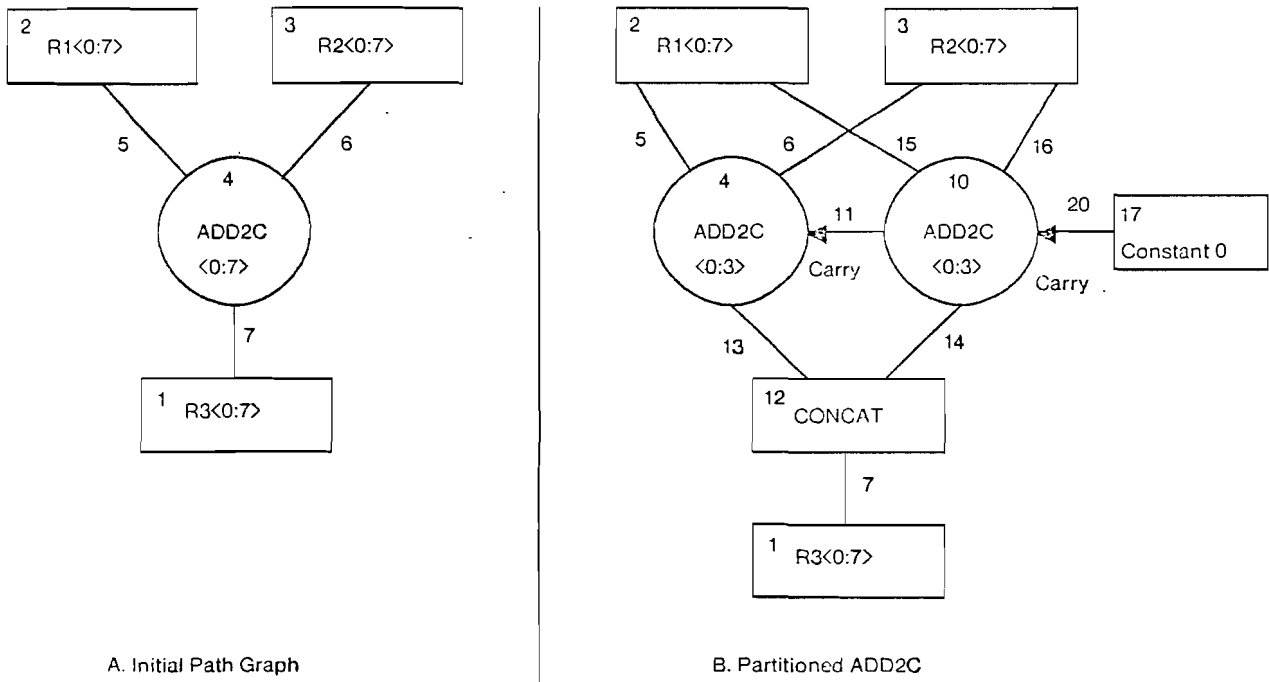 2
R1<0:7>
3
R2<0:7>
5
6
4
ADD2C
<0:7>
7
1
R3<0:7>
A. Initial Path Graph
2
R1<0:7>
3
R2<0:7>
5
6
15
16
4
ADD2C
<0:3>
11
Carry
10
ADD2C
<0:3>
20
Carry
17
Constant 0
13
14
12
CONCAT
7
1
R3<0:7>
B. Partitioned ADD2C